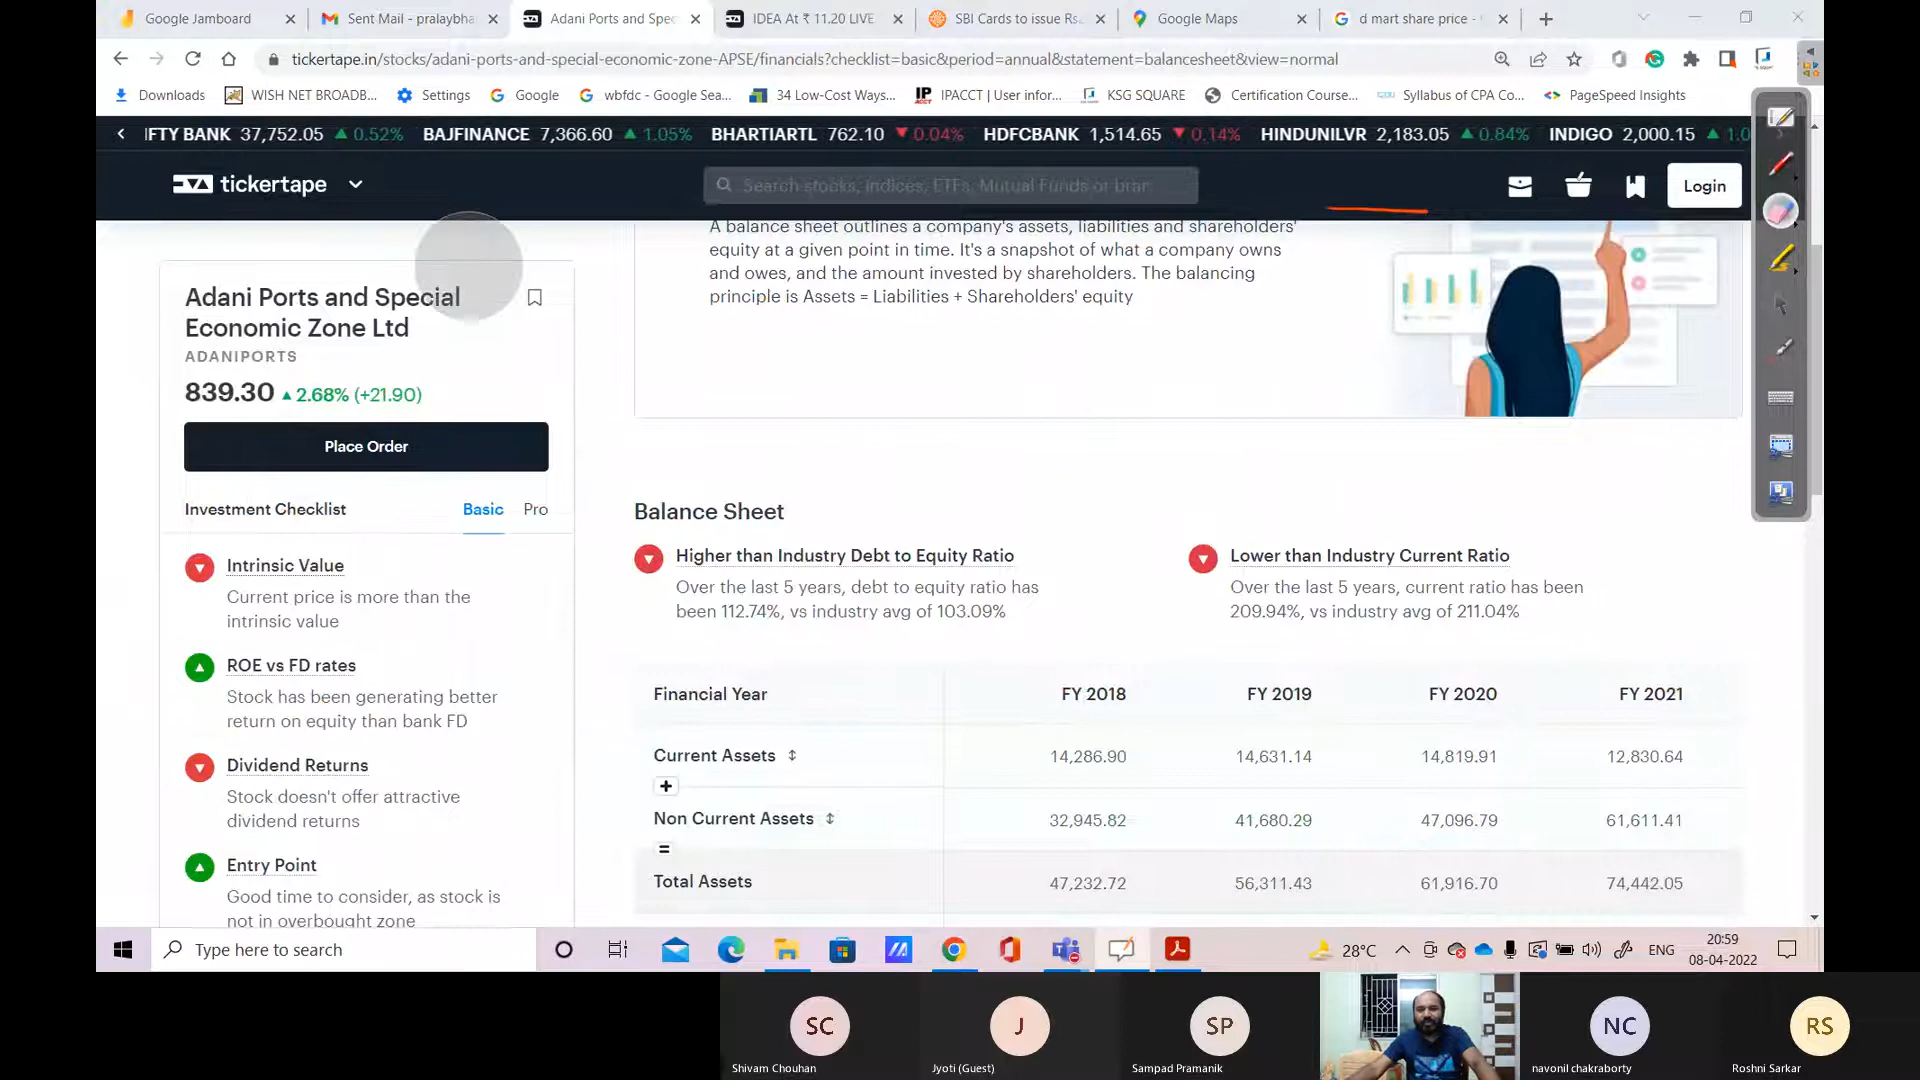 Google Jamboard
Sent Mail - pralaybha
Adani Ports and Spec
IDEA At ₹ 11.20 LIVE
SBI Cards to issue Rs
Google Maps
d mart share price -
tickertape.in/stocks/adani-ports-and-special-economic-zone-APSE/financials?checklist=basic&period=annual&statement=balancesheet&view=normal
Downloads
WISH NET BROADB...
Settings
Google
wbfdc - Google Sea...
34 Low-Cost Ways...
IPACCT | User infor...
KSG SQUARE
Certification Course...
Syllabus of CPA Co...
PageSpeed Insights
IFTY BANK 37,752.05 ▲ 0.52% BAJFINANCE 7,366.60 ▲ 1.05% BHARTIARTL 762.10 ▼ 0.04% HDFCBANK 1,514.65 ▼ 0.14% HINDUNILVR 2,183.05 ▲ 0.84% INDIGO 2,000.15 ▲ 1.0
tickertape
Search stocks, indices, ETFs, Mutual Funds or bran
Login
A balance sheet outlines a company's assets, liabilities and shareholders'
equity at a given point in time. It's a snapshot of what a company owns
and owes, and the amount invested by shareholders. The balancing
principle is Assets = Liabilities + Shareholders' equity
Adani Ports and Special
Economic Zone Ltd
ADANIPORTS
839.30 ▲ 2.68% (+21.90)
Place Order
Investment Checklist
Basic
Pro
Intrinsic Value
Current price is more than the
intrinsic value
ROE vs FD rates
Stock has been generating better
return on equity than bank FD
Dividend Returns
Stock doesn't offer attractive
dividend returns
Entry Point
Good time to consider, as stock is
not in overbought zone
Balance Sheet
Higher than Industry Debt to Equity Ratio
Over the last 5 years, debt to equity ratio has
been 112.74%, vs industry avg of 103.09%
Lower than Industry Current Ratio
Over the last 5 years, current ratio has been
209.94%, vs industry avg of 211.04%
Financial Year FY 2018 FY 2019 FY 2020 FY 2021
Current Assets 14,286.90 14,631.14 14,819.91 12,830.64
+
Non Current Assets 32,945.82 41,680.29 47,096.79 61,611.41
=
Total Assets 47,232.72 56,311.43 61,916.70 74,442.05
Type here to search
28°C
ENG
20:59
08-04-2022
SC
Shivam Chouhan
J
Jyoti (Guest)
SP
Sampad Pramanik
NC
navonil chakraborty
RS
Roshni Sarkar